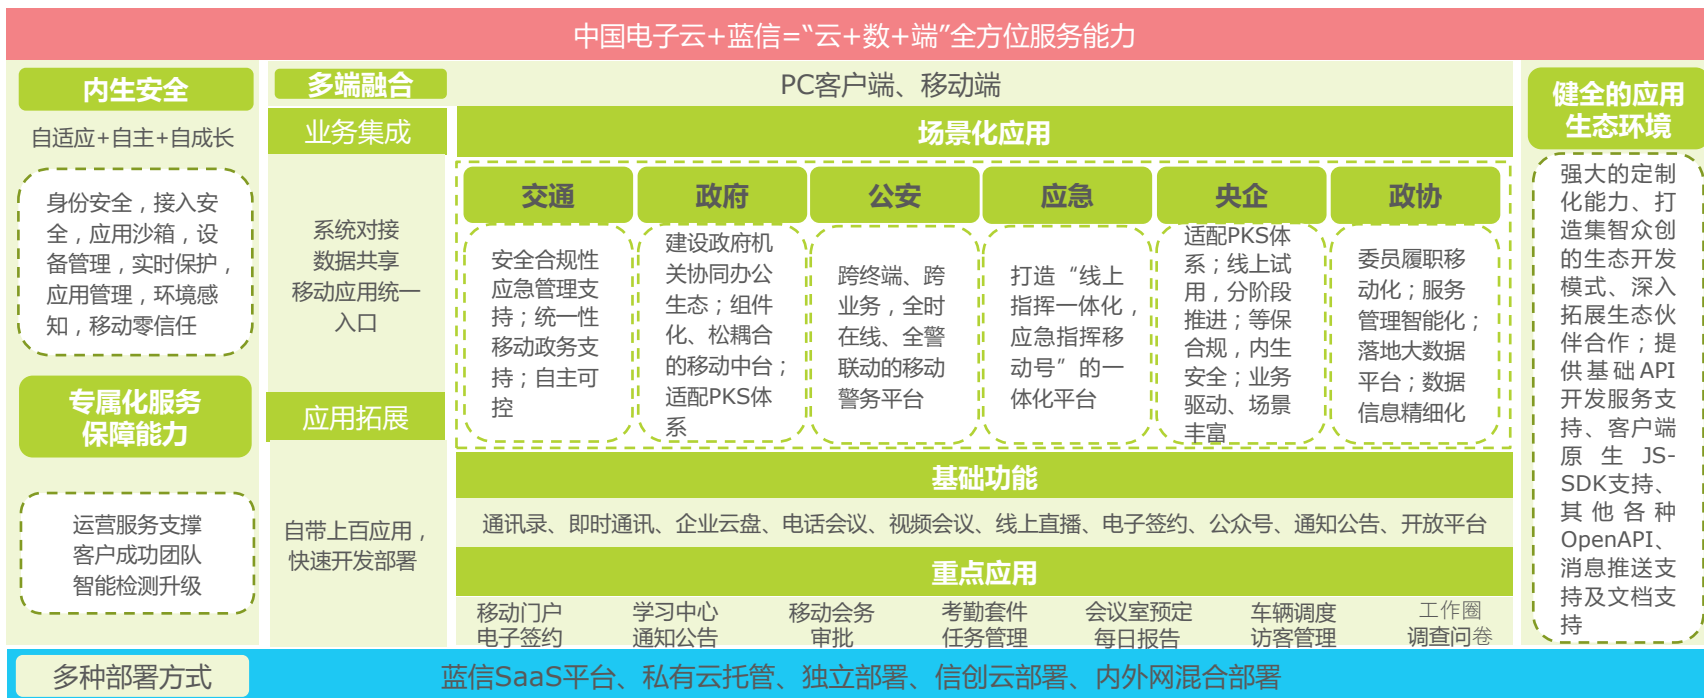 中国电子云+蓝信=“云+数+端”全方位服务能力
内生安全
自适应+自主+自成长
身份安全，接入安
全，应用沙箱，设
备管理，实时保护，
应用管理，环境感
知，移动零信任
专属化服务
保障能力
运营服务支撑
客户成功团队
智能检测升级
多端融合
PC客户端、移动端
业务集成
系统对接
数据共享
移动应用统一
入口
应用拓展
自带上百应用，
快速开发部署
场景化应用
交通
安全合规性
应急管理支
持；统一性
移动政务支
持；自主可
控
政府
建设政府机
关协同办公
生态；组件
化、松耦合
的移动中台；
适配PKS体
系
公安
跨终端、跨
业务，全时
在线、全警
联动的移动
警务平台
应急
打造“线上
指挥一体化，
应急指挥移
动号”的一
体化平台
央企
适配PKS体
系；线上试
用，分阶段
推进；等保
合规，内生
安全；业务
驱动、场景
丰富
政协
委员履职移
动化；服务
管理智能化；
落地大数据
平台；数据
信息精细化
基础功能
通讯录、即时通讯、企业云盘、电话会议、视频会议、线上直播、电子签约、公众号、通知公告、开放平台
重点应用
移动门户 学习中心 移动会务 考勤套件 会议室预定 车辆调度 工作圈
电子签约 通知公告 审批 任务管理 每日报告 访客管理 调查问卷
健全的应用
生态环境
强大的定制
化能力、打
造集智众创
的生态开发
模式、深入
拓展生态伙
伴合作；提
供基础API
开发服务支
持、客户端
原生JS-
SDK支持、
其他各种
OpenAPI、
消息推送支
持及文档支
持
多种部署方式
蓝信SaaS平台、私有云托管、独立部署、信创云部署、内外网混合部署